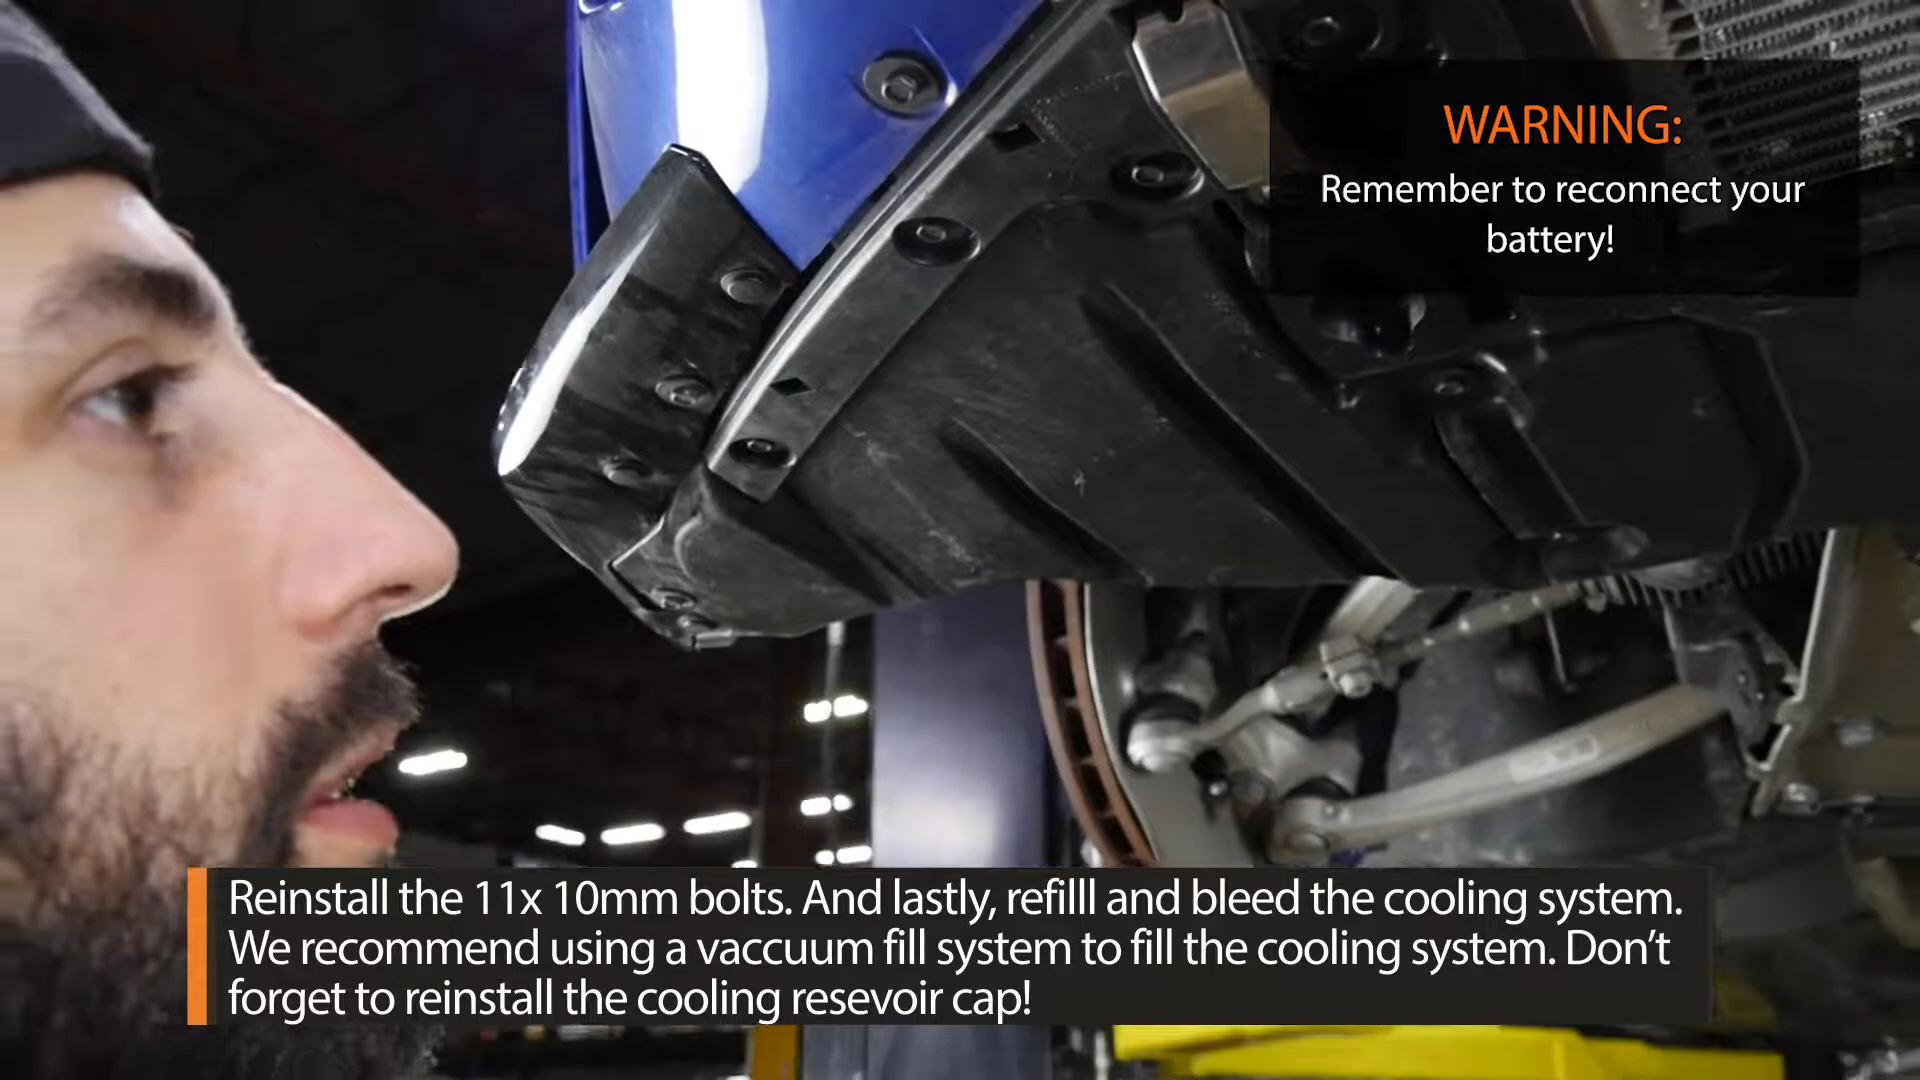 WARNING:
Remember to reconnect your
battery!
Reinstall the 11x 10mm bolts. And lastly, refilll and bleed the cooling system.
We recommend using a vaccuum fill system to fill the cooling system. Don’t
forget to reinstall the cooling resevoir cap!